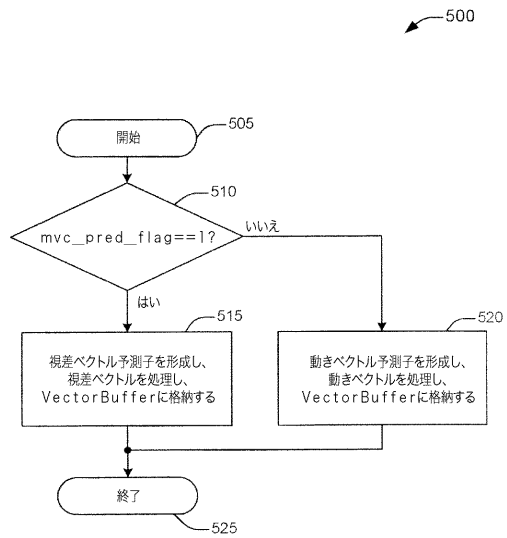 500
開始
505
510
mvc_pred_flag==1?
いいえ
はい
515
視差ベクトル予測子を形成し、
視差ベクトルを処理し、
VectorBufferに格納する
520
動きベクトル予測子を形成し、
動きベクトルを処理し、
VectorBufferに格納する
終了
525